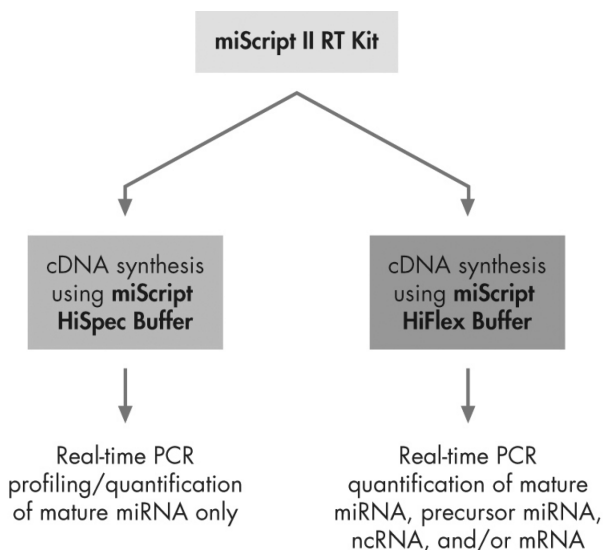 miScript II RT Kit
cDNA synthesis
using miScript
HiSpec Buffer
cDNA synthesis
using miScript
HiFlex Buffer
Real-time PCR
profiling/quantification
of mature miRNA only
Real-time PCR
quantification of mature
miRNA, precursor miRNA,
ncRNA, and/or mRNA